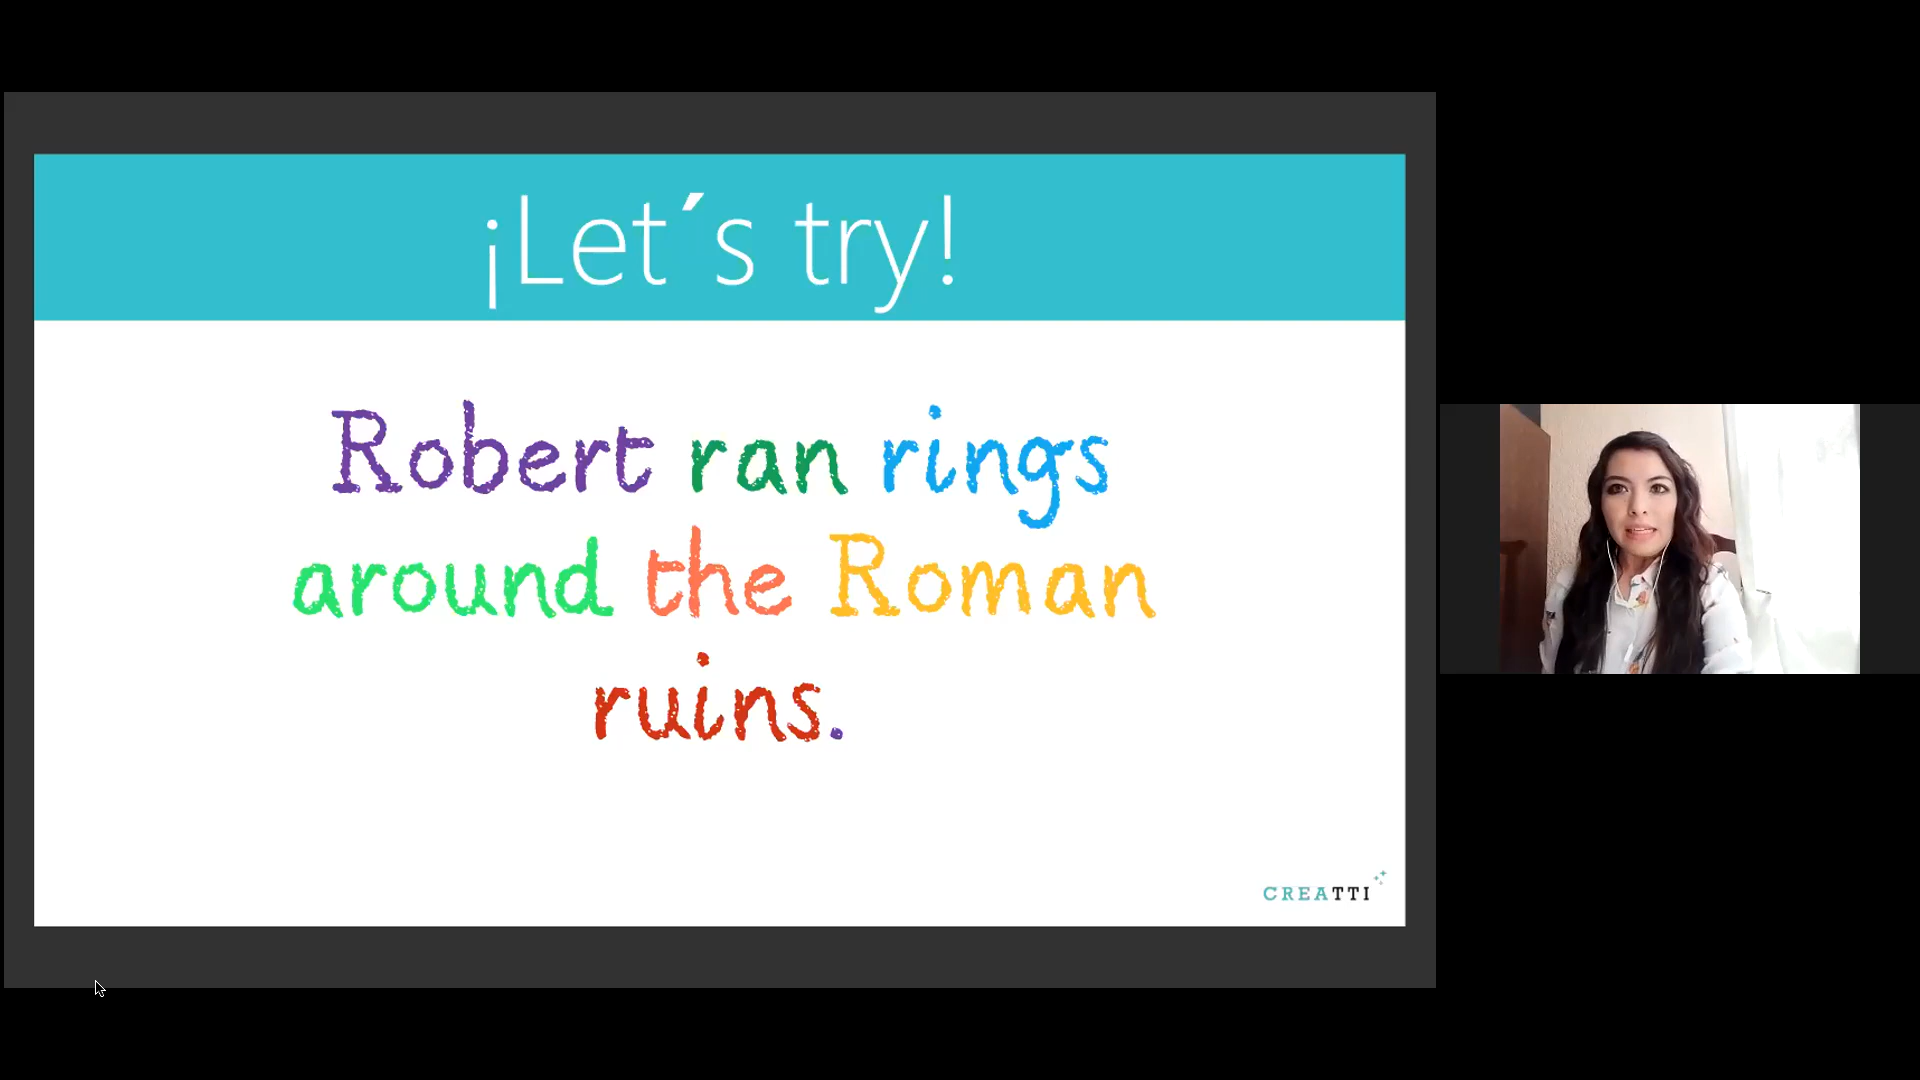 ¡Let´s try!
Robert ran rings
around the Roman
ruins.
CREATTI